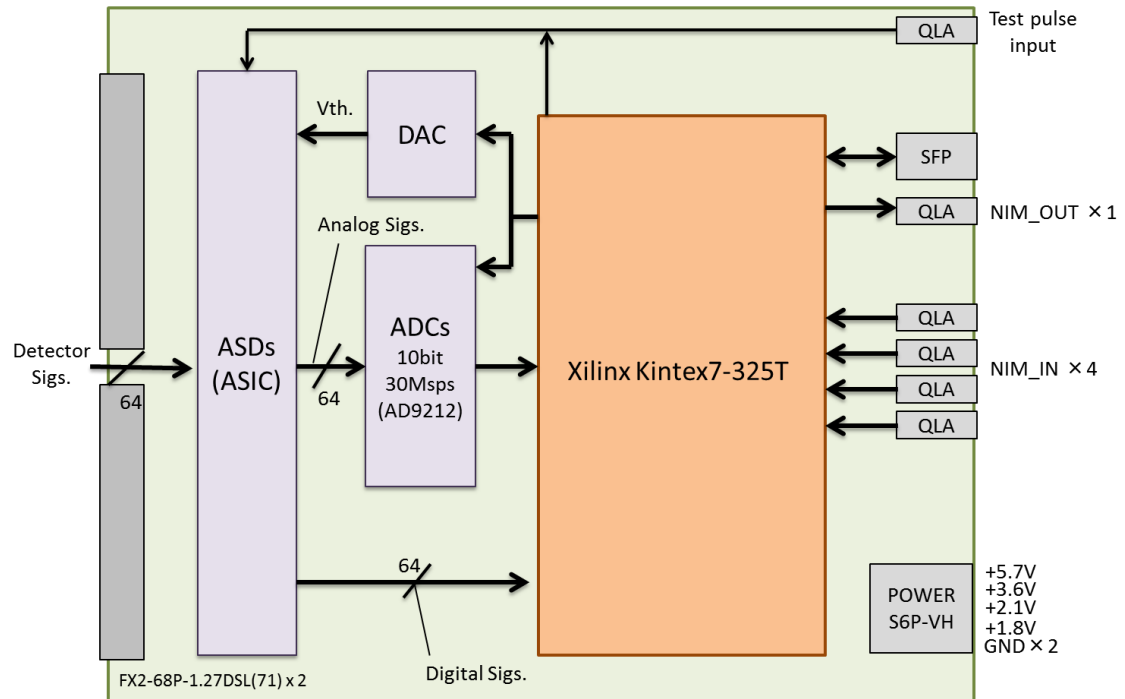 QLA
Test pulse
input
Vth.
DAC
SFP
QLA
NIM_OUT ×1
Analog Sigs.
ADCs
10bit
30Msps
(AD9212)
64
Detector
Sigs.
64
ASDs
(ASIC)
Xilinx Kintex7-325T
QLA
QLA
QLA
QLA
NIM_IN ×4
64
Digital Sigs.
POWER
S6P-VH
+5.7V
+3.6V
+2.1V
+1.8V
GND×2
FX2-68P-1.27DSL(71) x 2